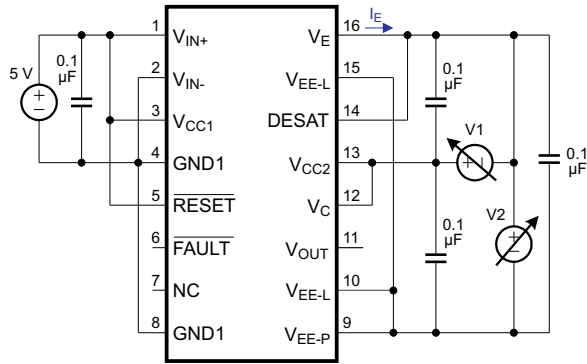 1 V_IN+ V_E 16 I_E
2 V_IN- V_EE-L 15
5 V 0.1 µF 0.1 µF
3 V_CC1 DESAT 14
V1
4 GND1 V_CC2 13
0.1 µF
5 RESET V_C 12
V2
6 FAULT V_OUT 11
0.1 µF
7 NC V_EE-L 10
8 GND1 V_EE-P 9